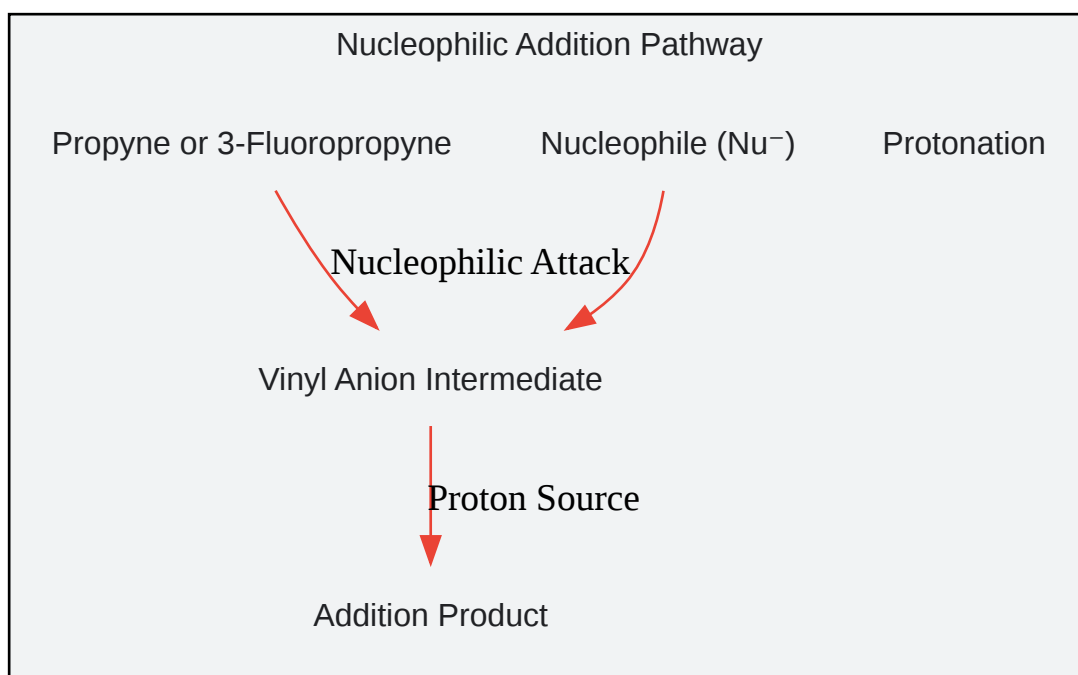 Nucleophilic Addition Pathway
Propyne or 3-Fluoropropyne
Nucleophile (Nu⁻)
Protonation
Nucleophilic Attack
Vinyl Anion Intermediate
Proton Source
Addition Product